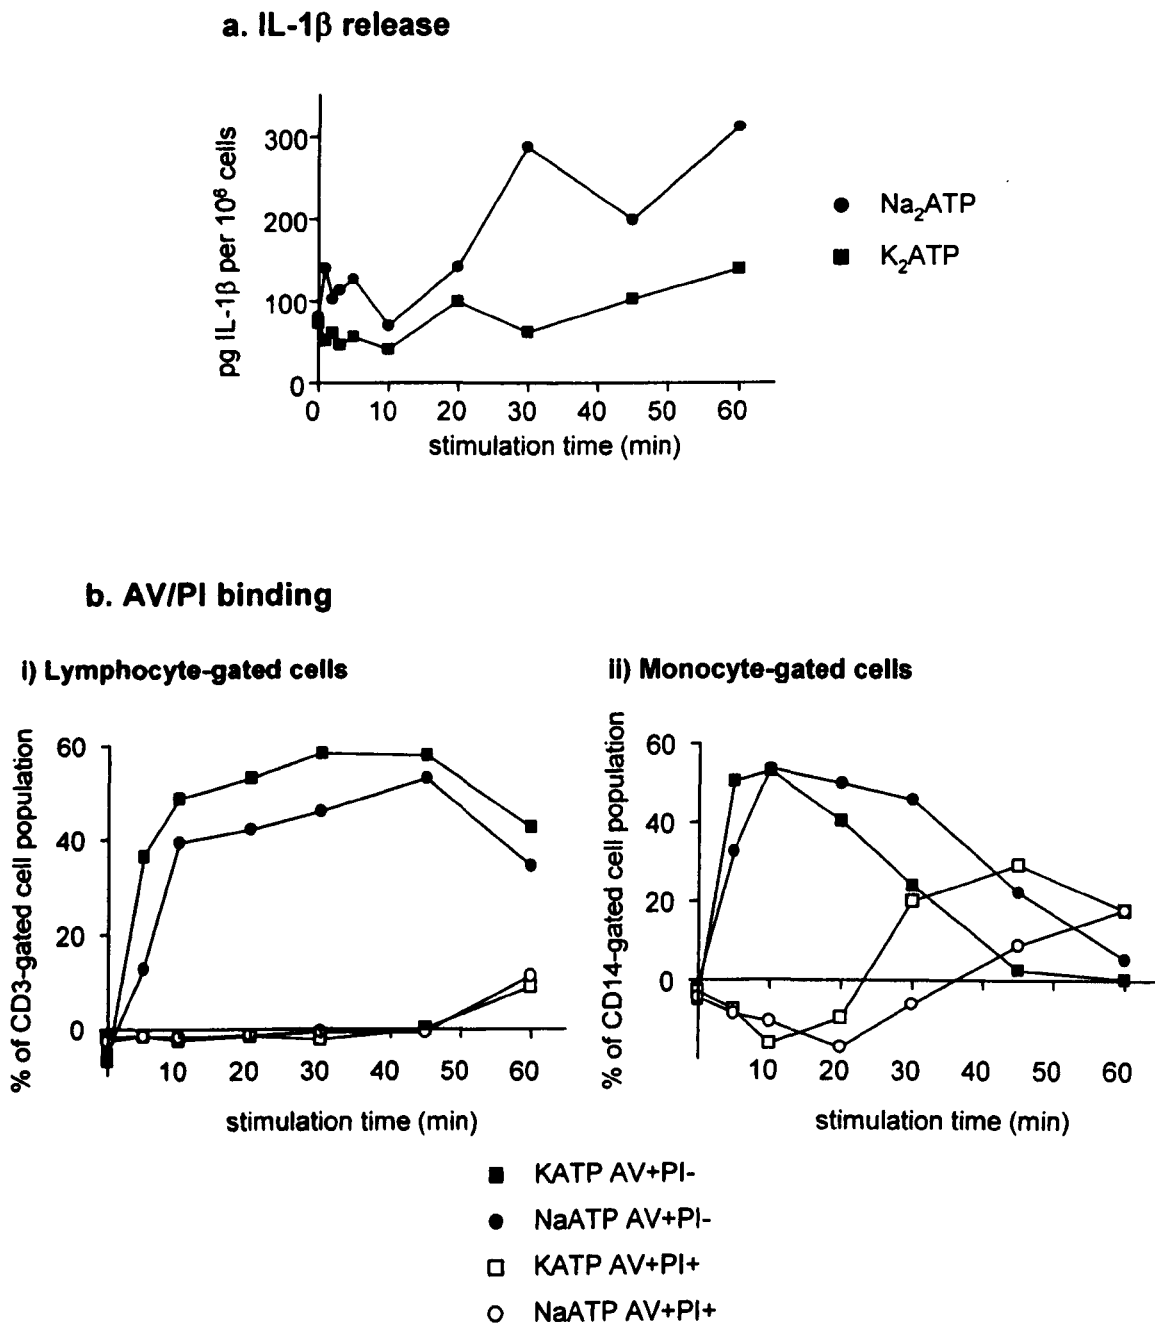 a. IL-1β release
pg IL-1β per 10⁶ cells
300
200
100
0
0 10 20 30 40 50 60
stimulation time (min)
Na₂ATP
K₂ATP
b. AV/PI binding
i) Lymphocyte-gated cells
% of CD3-gated cell population
60
40
20
0
10 20 30 40 50 60
stimulation time (min)
ii) Monocyte-gated cells
% of CD14-gated cell population
60
40
20
0
10 20 30 40 50 60
stimulation time (min)
KATP AV+PI-
NaATP AV+PI-
KATP AV+PI+
NaATP AV+PI+